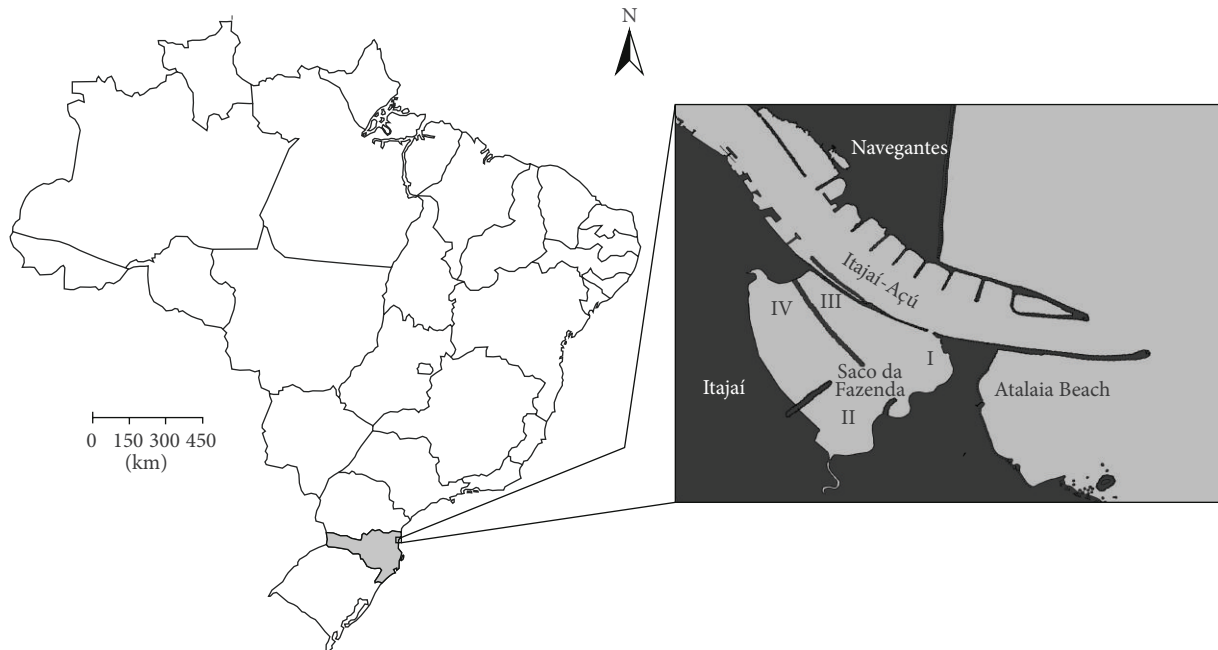 N
Navegantes
Itajaí-Açú
IV
III
I
Saco da
Fazenda
Itajaí
II
Atalaia Beach
0 150 300 450
(km)